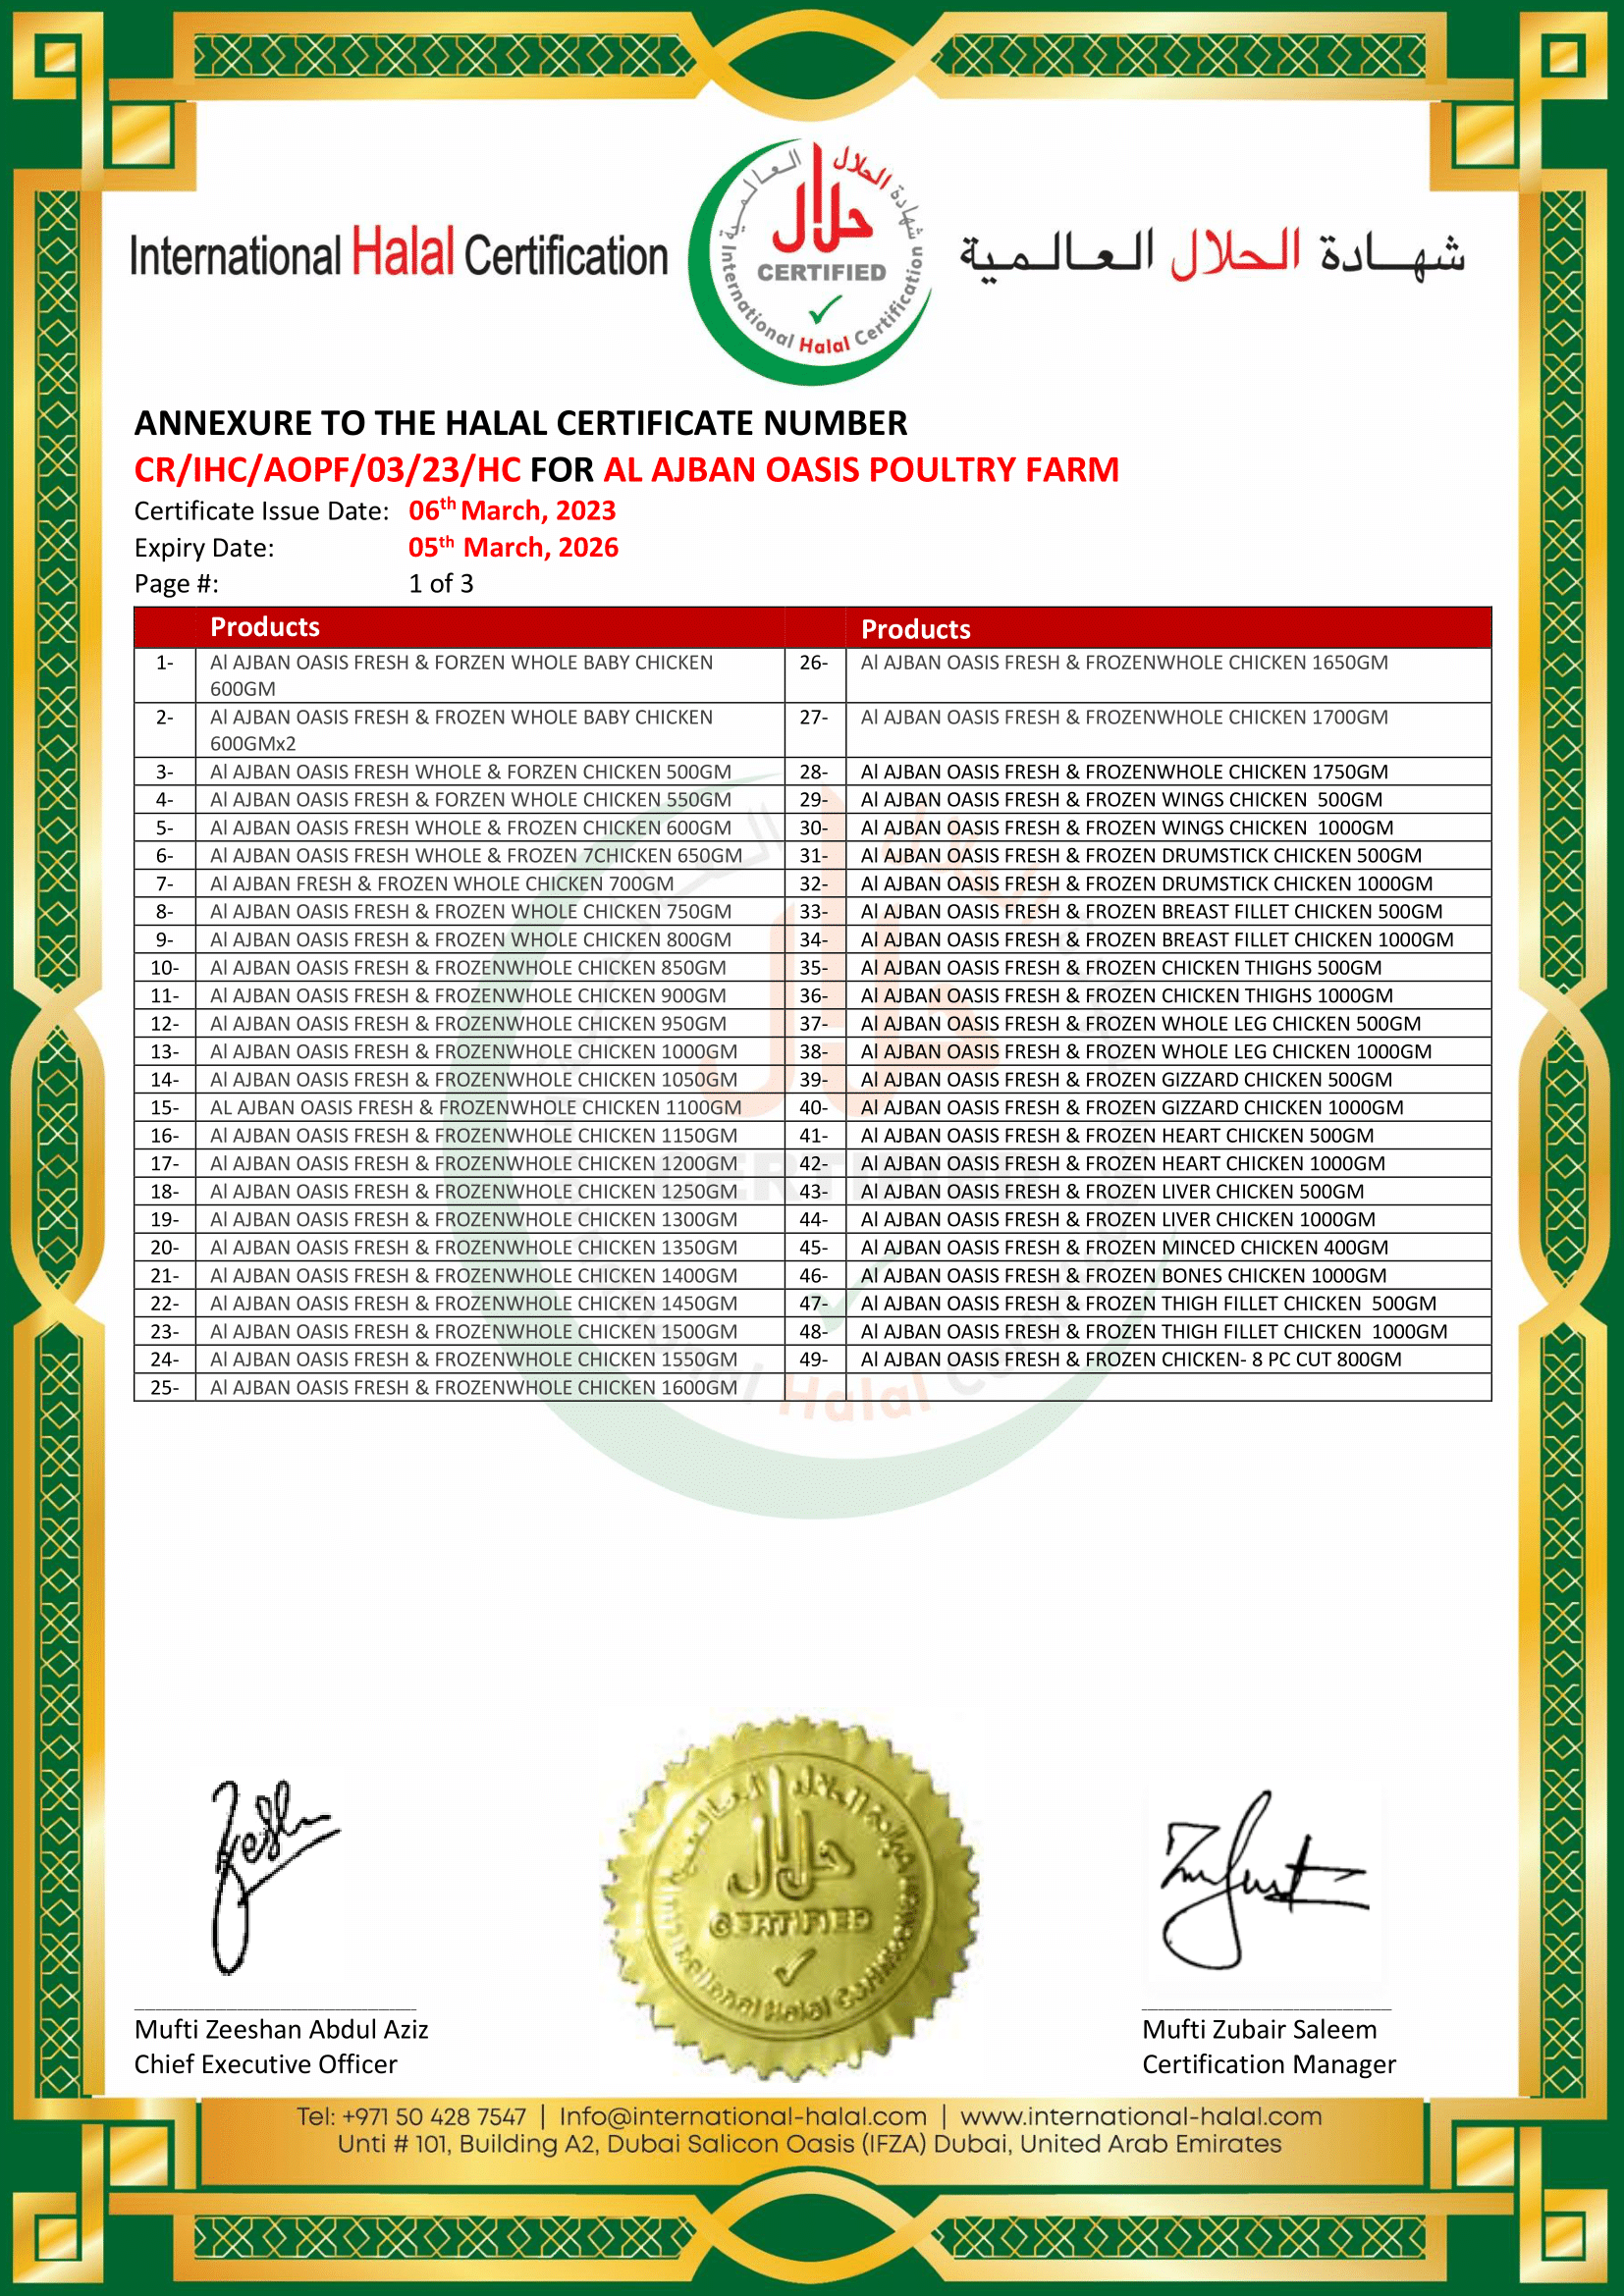 International Halal Certification
العالمية الحلال شهادة
حلال
CERTIFIED
International Halal Certification
شهادة الحلال العالمية
ANNEXURE TO THE HALAL CERTIFICATE NUMBER
CR/IHC/AOPF/03/23/HC FOR AL AJBAN OASIS POULTRY FARM
Certificate Issue Date: 06th March, 2023
Expiry Date: 05th March, 2026
Page #: 1 of 3
Products Products
1- Al AJBAN OASIS FRESH & FORZEN WHOLE BABY CHICKEN 600GM 26- Al AJBAN OASIS FRESH & FROZENWHOLE CHICKEN 1650GM
2- Al AJBAN OASIS FRESH & FROZEN WHOLE BABY CHICKEN 600GMx2 27- Al AJBAN OASIS FRESH & FROZENWHOLE CHICKEN 1700GM
3- Al AJBAN OASIS FRESH WHOLE & FORZEN CHICKEN 500GM 28- Al AJBAN OASIS FRESH & FROZENWHOLE CHICKEN 1750GM
4- Al AJBAN OASIS FRESH & FORZEN WHOLE CHICKEN 550GM 29- Al AJBAN OASIS FRESH & FROZEN WINGS CHICKEN 500GM
5- Al AJBAN OASIS FRESH WHOLE & FROZEN CHICKEN 600GM 30- Al AJBAN OASIS FRESH & FROZEN WINGS CHICKEN 1000GM
6- Al AJBAN OASIS FRESH WHOLE & FROZEN 7CHICKEN 650GM 31- Al AJBAN OASIS FRESH & FROZEN DRUMSTICK CHICKEN 500GM
7- Al AJBAN FRESH & FROZEN WHOLE CHICKEN 700GM 32- Al AJBAN OASIS FRESH & FROZEN DRUMSTICK CHICKEN 1000GM
8- Al AJBAN OASIS FRESH & FROZEN WHOLE CHICKEN 750GM 33- Al AJBAN OASIS FRESH & FROZEN BREAST FILLET CHICKEN 500GM
9- Al AJBAN OASIS FRESH & FROZEN WHOLE CHICKEN 800GM 34- Al AJBAN OASIS FRESH & FROZEN BREAST FILLET CHICKEN 1000GM
10- Al AJBAN OASIS FRESH & FROZENWHOLE CHICKEN 850GM 35- Al AJBAN OASIS FRESH & FROZEN CHICKEN THIGHS 500GM
11- Al AJBAN OASIS FRESH & FROZENWHOLE CHICKEN 900GM 36- Al AJBAN OASIS FRESH & FROZEN CHICKEN THIGHS 1000GM
12- Al AJBAN OASIS FRESH & FROZENWHOLE CHICKEN 950GM 37- Al AJBAN OASIS FRESH & FROZEN WHOLE LEG CHICKEN 500GM
13- Al AJBAN OASIS FRESH & FROZENWHOLE CHICKEN 1000GM 38- Al AJBAN OASIS FRESH & FROZEN WHOLE LEG CHICKEN 1000GM
14- Al AJBAN OASIS FRESH & FROZENWHOLE CHICKEN 1050GM 39- Al AJBAN OASIS FRESH & FROZEN GIZZARD CHICKEN 500GM
15- AL AJBAN OASIS FRESH & FROZENWHOLE CHICKEN 1100GM 40- Al AJBAN OASIS FRESH & FROZEN GIZZARD CHICKEN 1000GM
16- Al AJBAN OASIS FRESH & FROZENWHOLE CHICKEN 1150GM 41- Al AJBAN OASIS FRESH & FROZEN HEART CHICKEN 500GM
17- Al AJBAN OASIS FRESH & FROZENWHOLE CHICKEN 1200GM 42- Al AJBAN OASIS FRESH & FROZEN HEART CHICKEN 1000GM
18- Al AJBAN OASIS FRESH & FROZENWHOLE CHICKEN 1250GM 43- Al AJBAN OASIS FRESH & FROZEN LIVER CHICKEN 500GM
19- Al AJBAN OASIS FRESH & FROZENWHOLE CHICKEN 1300GM 44- Al AJBAN OASIS FRESH & FROZEN LIVER CHICKEN 1000GM
20- Al AJBAN OASIS FRESH & FROZENWHOLE CHICKEN 1350GM 45- Al AJBAN OASIS FRESH & FROZEN MINCED CHICKEN 400GM
21- Al AJBAN OASIS FRESH & FROZENWHOLE CHICKEN 1400GM 46- Al AJBAN OASIS FRESH & FROZEN BONES CHICKEN 1000GM
22- Al AJBAN OASIS FRESH & FROZENWHOLE CHICKEN 1450GM 47- Al AJBAN OASIS FRESH & FROZEN THIGH FILLET CHICKEN 500GM
23- Al AJBAN OASIS FRESH & FROZENWHOLE CHICKEN 1500GM 48- Al AJBAN OASIS FRESH & FROZEN THIGH FILLET CHICKEN 1000GM
24- Al AJBAN OASIS FRESH & FROZENWHOLE CHICKEN 1550GM 49- Al AJBAN OASISFRESH & FROZEN CHICKEN- 8 PC CUT 800GM
25- Al AJBAN OASIS FRESH & FROZENWHOLE CHICKEN 1600GM
حلال
CERTIFIED
International Halal Certification
Mufti Zeeshan Abdul Aziz
Chief Executive Officer
Mufti Zubair Saleem
Certification Manager
Tel: +971 50 428 7547 | Info@international-halal.com | www.international-halal.com
Unti # 101, Building A2, Dubai Salicon Oasis (IFZA) Dubai, United Arab Emirates